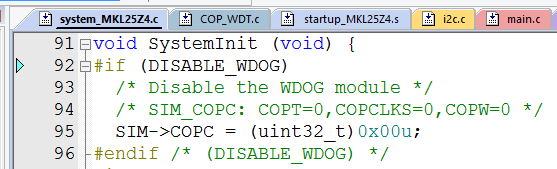 system_MKL25Z4.c COP_WDT.c startup_MKL25Z4.s i2c.c main.c
91 void SystemInit (void) {
92 #if (DISABLE_WDOG)
93 /* Disable the WDOG module */
94 /* SIM_COPC: COPT=0,COPCLKS=0,COPW=0 */
95 SIM->COPC = (uint32_t)0x00u;
96 #endif /* (DISABLE_WDOG) */